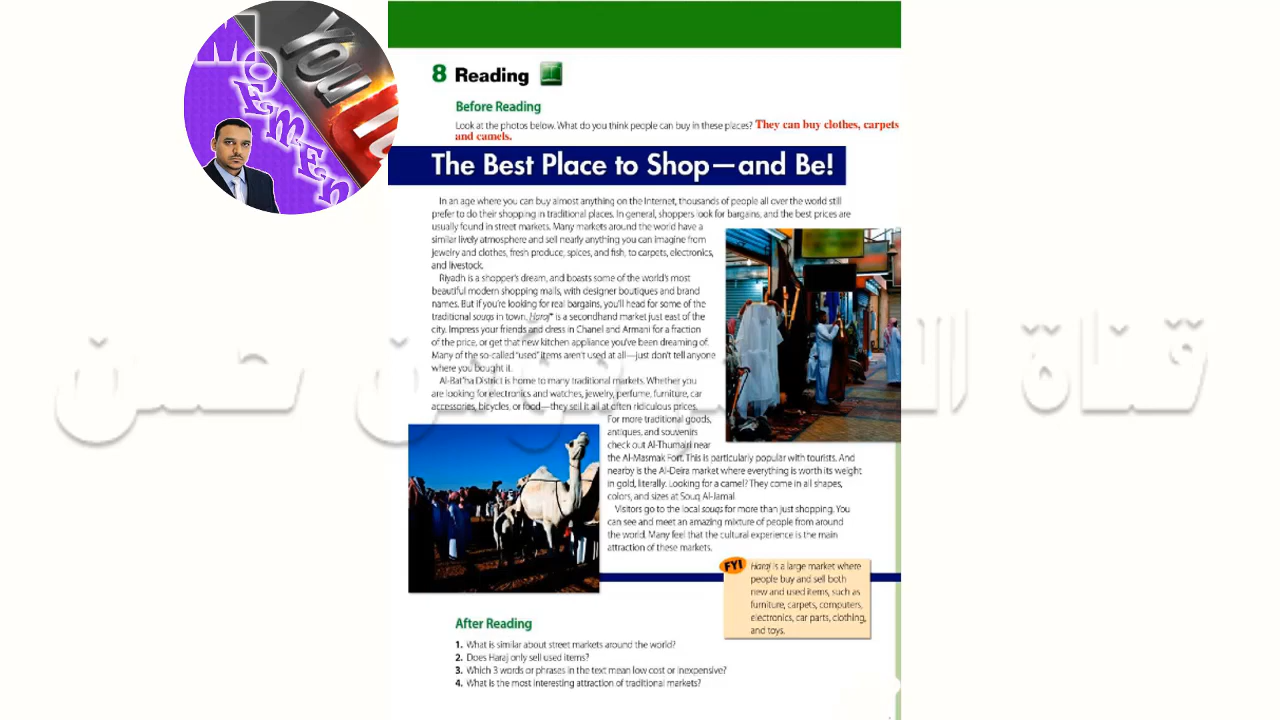 MOEMEN
YOU
8 Reading
Before Reading
Look at the photos below. What do you think people can buy in these places? They can buy clothes, carpets
and camels.
The Best Place to Shop—and Be!
In an age where you can buy almost anything on the Internet, thousands of people all over the world still
prefer to do their shopping in traditional places. In general, shoppers look for bargains, and the best prices are
usually found in street markets. Many markets around the world have a
similar lively atmosphere and sell nearly anything you can imagine from
jewelry and clothes, fresh produce, spices, and fish, to carpets, electronics,
and livestock.
Riyadh is a shopper's dream, and boasts some of the world's most
beautiful modern shopping malls, with designer boutiques and brand
names. But if you're looking for real bargains, you'll head for some of the
traditional souqs in town. Haraj* is a secondhand market just east of the
city. Impress your friends and dress in Chanel and Armani for a fraction
of the price, or get that new kitchen appliance you've been dreaming of.
Many of the so-called "used" items aren't used at all—just don't tell anyone
where you bought it.
Al-Bat'ha District is home to many traditional markets. Whether you
are looking for electronics and watches, jewelry, perfume, furniture, car
accessories, bicycles, or food—they sell it all at often ridiculous prices.
For more traditional goods,
antiques, and souvenirs
check out Al-Thumairi near
the Al-Masmak Fort. This is particularly popular with tourists. And
nearby is the Al-Deira market where everything is worth its weight
in gold, literally. Looking for a camel? They come in all shapes,
colors, and sizes at Souq Al-Jamal.
Visitors go to the local souqs for more than just shopping. You
can see and meet an amazing mixture of people from around
the world. Many feel that the cultural experience is the main
attraction of these markets.
FYI
Haraj is a large market where
people buy and sell both
new and used items, such as
furniture, carpets, computers,
electronics, car parts, clothing,
and toys.
After Reading
1. What is similar about street markets around the world?
2. Does Haraj only sell used items?
3. Which 3 words or phrases in the text mean low cost or inexpensive?
4. What is the most interesting attraction of traditional markets?
قناة
حسن